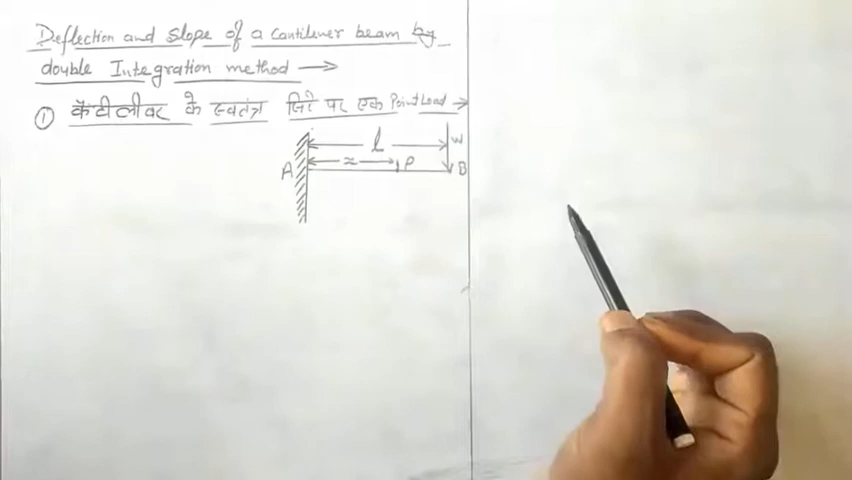 Deflection and slope of a cantilever beam by
double Integration method →
① कैंटीलीवर के स्वतंत्र सिरे पर एक Point Load →
l
W
x
P
A
B